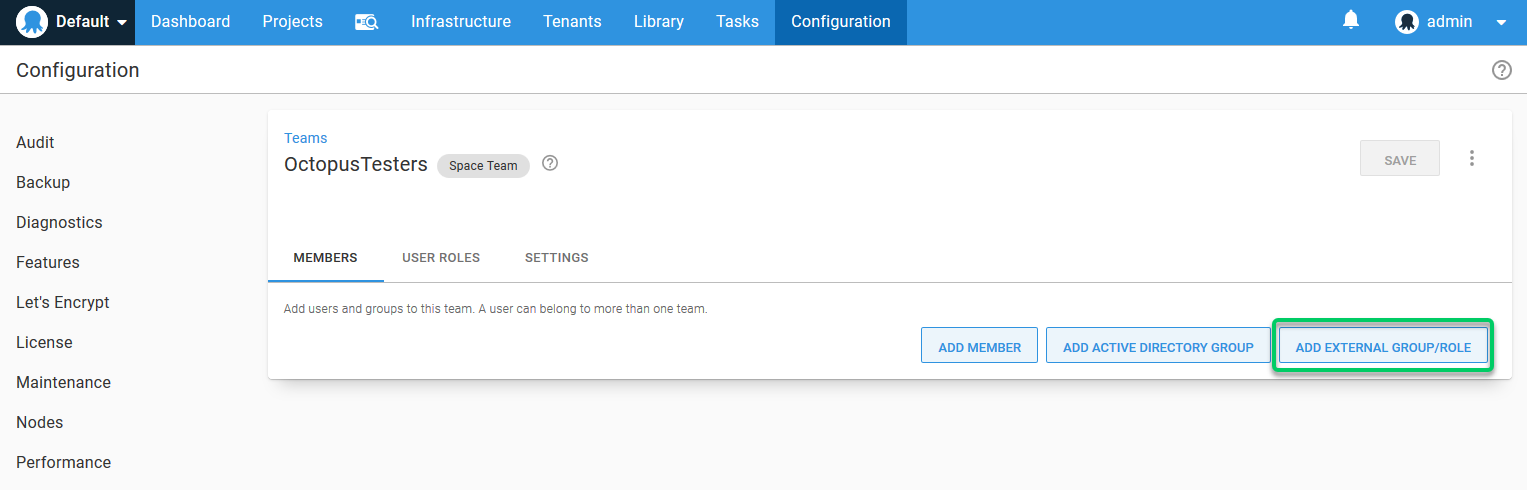 Default Dashboard Projects Infrastructure Tenants Library Tasks Configuration admin
Configuration
Audit
Backup
Diagnostics
Features
Let's Encrypt
License
Maintenance
Nodes
Performance
Teams
OctopusTesters Space Team
SAVE
MEMBERS USER ROLES SETTINGS
Add users and groups to this team. A user can belong to more than one team.
ADD MEMBER ADD ACTIVE DIRECTORY GROUP ADD EXTERNAL GROUP/ROLE